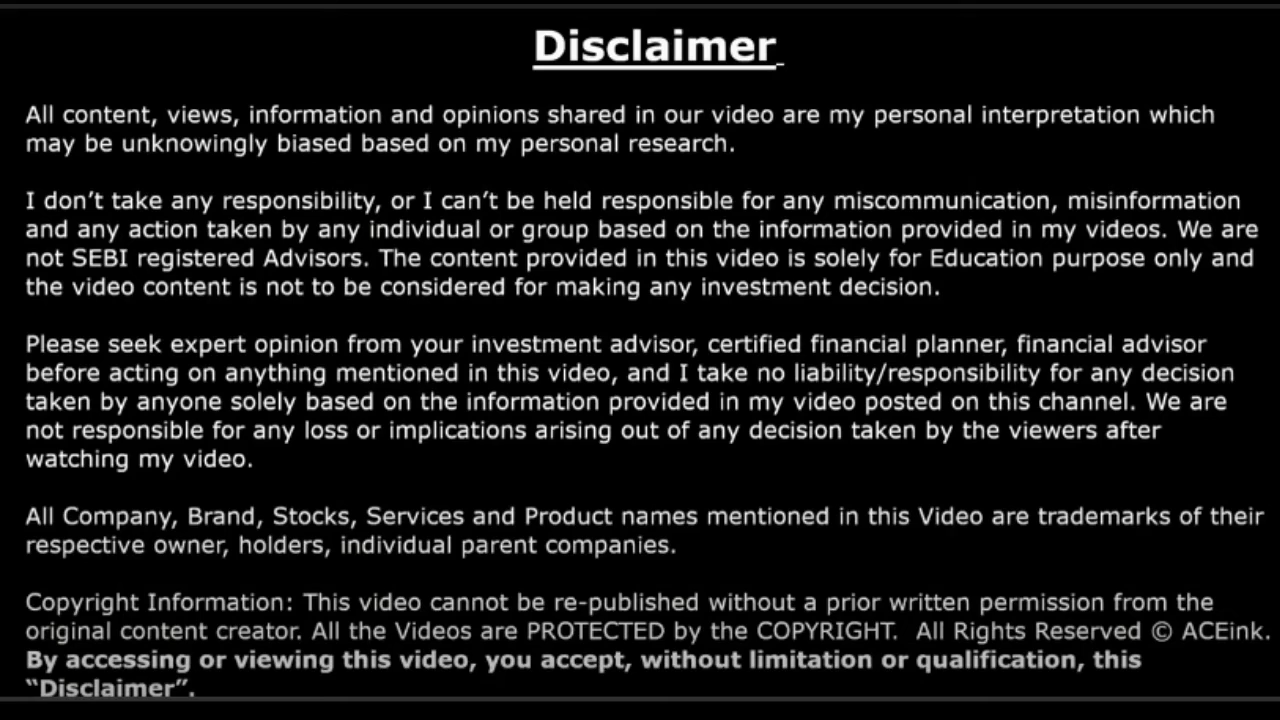 Disclaimer
All content, views, information and opinions shared in our video are my personal interpretation which
may be unknowingly biased based on my personal research.
I don’t take any responsibility, or I can’t be held responsible for any miscommunication, misinformation
and any action taken by any individual or group based on the information provided in my videos. We are
not SEBI registered Advisors. The content provided in this video is solely for Education purpose only and
the video content is not to be considered for making any investment decision.
Please seek expert opinion from your investment advisor, certified financial planner, financial advisor
before acting on anything mentioned in this video, and I take no liability/responsibility for any decision
taken by anyone solely based on the information provided in my video posted on this channel. We are
not responsible for any loss or implications arising out of any decision taken by the viewers after
watching my video.
All Company, Brand, Stocks, Services and Product names mentioned in this Video are trademarks of their
respective owner, holders, individual parent companies.
Copyright Information: This video cannot be re-published without a prior written permission from the
original content creator. All the Videos are PROTECTED by the COPYRIGHT.  All Rights Reserved © ACEink.
By accessing or viewing this video, you accept, without limitation or qualification, this
“Disclaimer”.